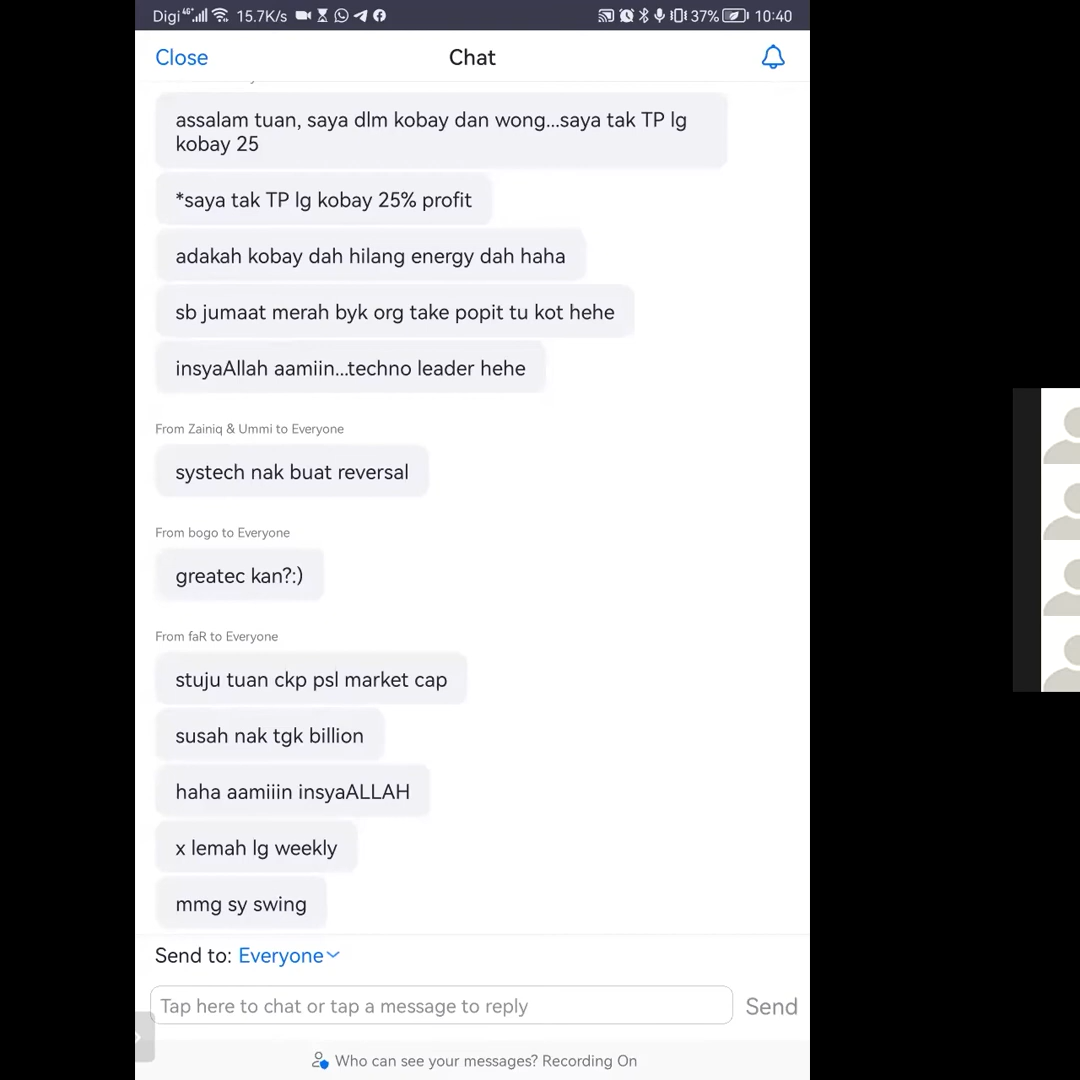 Digi 4G 15.7K/s 37% 10:40
Close Chat
assalam tuan, saya dlm kobay dan wong...saya tak TP lg
kobay 25
*saya tak TP lg kobay 25% profit
adakah kobay dah hilang energy dah haha
sb jumaat merah byk org take popit tu kot hehe
insyaAllah aamiin...techno leader hehe
From Zainiq & Ummi to Everyone
systech nak buat reversal
From bogo to Everyone
greatec kan?:)
From faR to Everyone
stuju tuan ckp psl market cap
susah nak tgk billion
haha aamiiin insyaALLAH
x lemah lg weekly
mmg sy swing
Send to: Everyone
Tap here to chat or tap a message to reply Send
Who can see your messages? Recording On